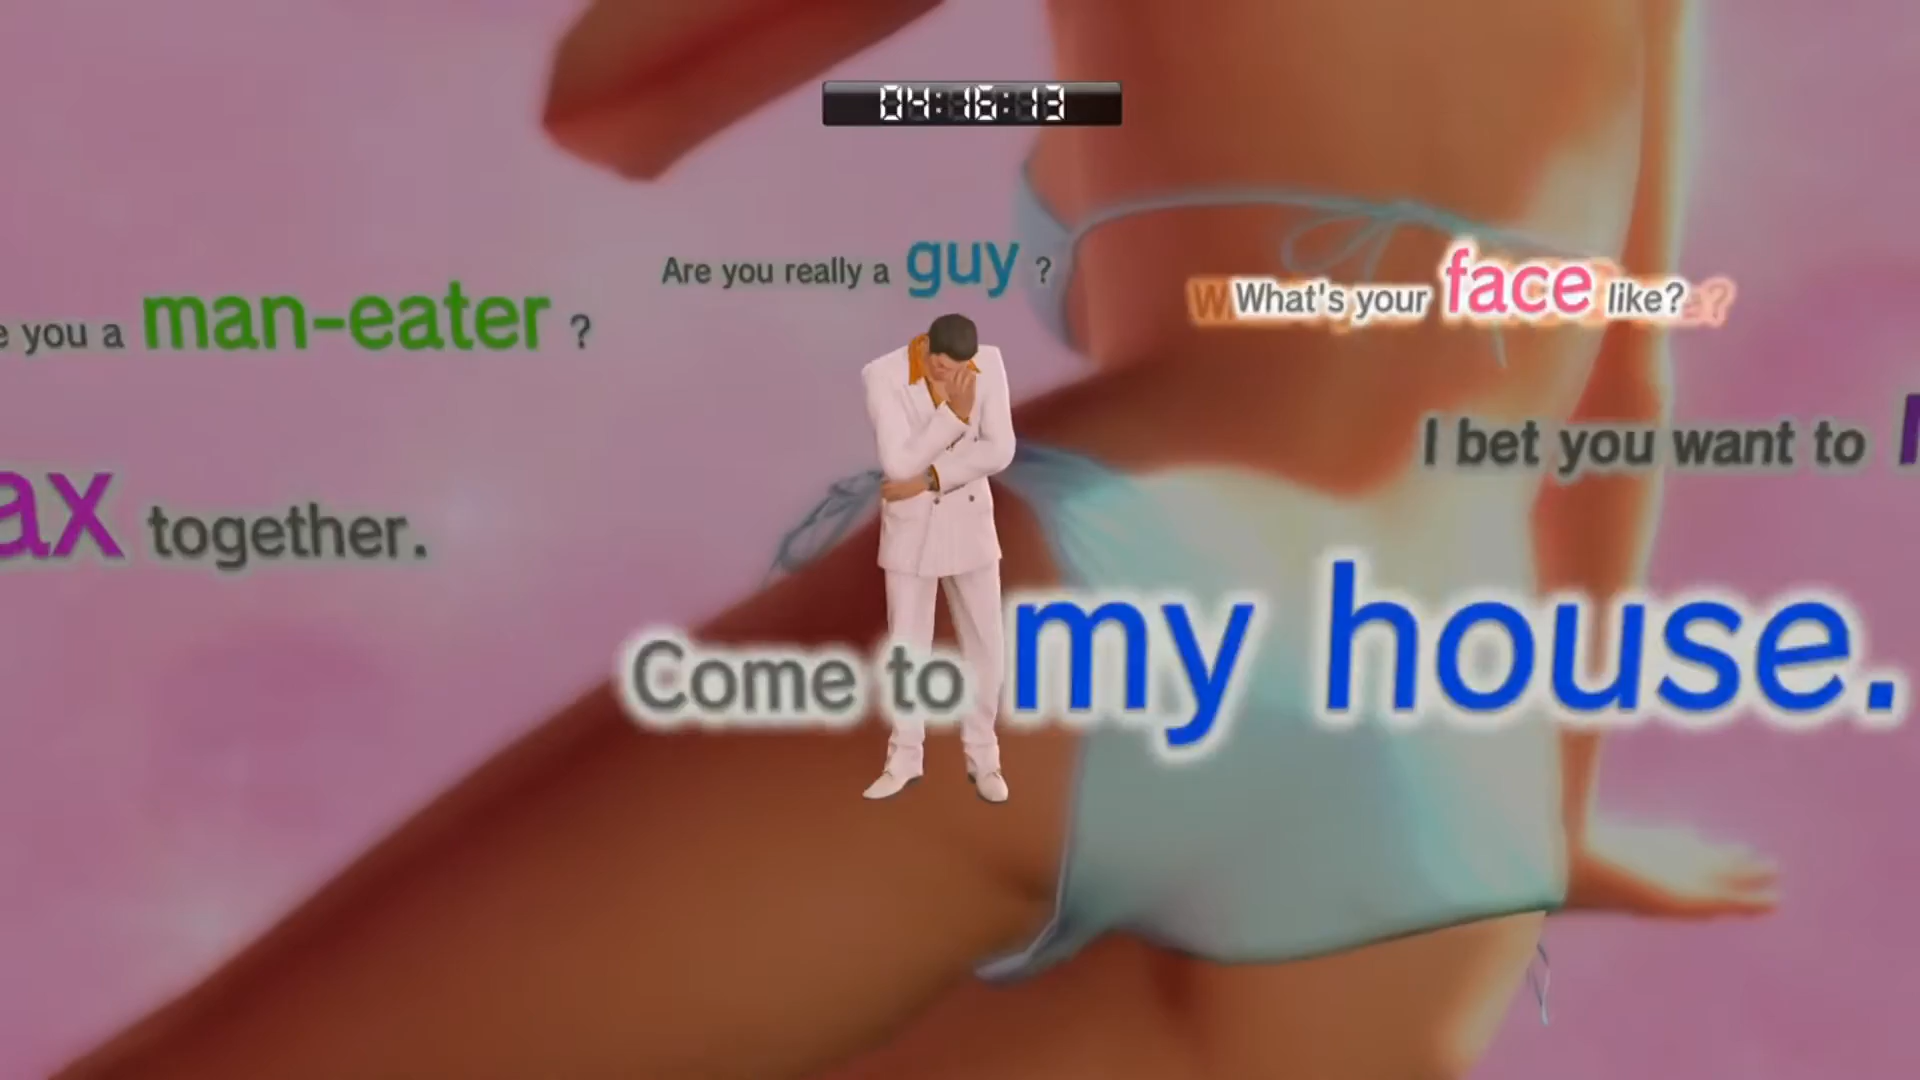 04:16:13
Are you really a guy ?
What's your face like?
you a man-eater ?
I bet you want to
together.
Come to my house.